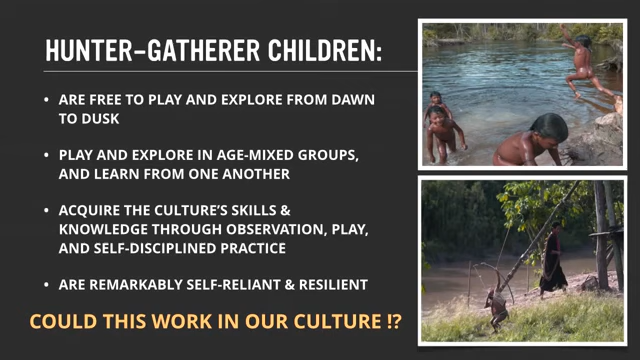 HUNTER-GATHERER CHILDREN:
• ARE FREE TO PLAY AND EXPLORE FROM DAWN
TO DUSK
• PLAY AND EXPLORE IN AGE-MIXED GROUPS,
AND LEARN FROM ONE ANOTHER
• ACQUIRE THE CULTURE'S SKILLS &
KNOWLEDGE THROUGH OBSERVATION, PLAY,
AND SELF-DISCIPLINED PRACTICE
• ARE REMARKABLY SELF-RELIANT & RESILIENT
COULD THIS WORK IN OUR CULTURE !?